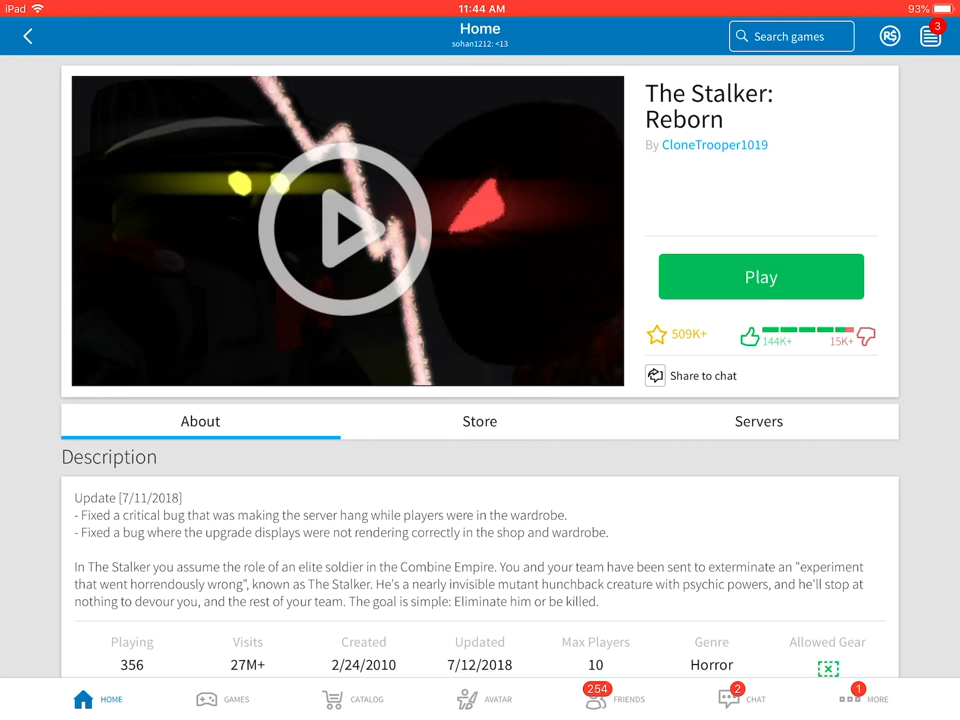 iPad 11:44 AM 93%
Home
sohan1212: <13
Search games
R$
3
The Stalker:
Reborn
By CloneTrooper1019
Play
509K+
144K+ 15K+
Share to chat
About Store Servers
Description
Update [7/11/2018]
- Fixed a critical bug that was making the server hang while players were in the wardrobe.
- Fixed a bug where the upgrade displays were not rendering correctly in the shop and wardrobe.
In The Stalker you assume the role of an elite soldier in the Combine Empire. You and your team have been sent to exterminate an "experiment
that went horrendously wrong", known as The Stalker. He's a nearly invisible mutant hunchback creature with psychic powers, and he'll stop at
nothing to devour you, and the rest of your team. The goal is simple: Eliminate him or be killed.
Playing Visits Created Updated Max Players Genre Allowed Gear
356 27M+ 2/24/2010 7/12/2018 10 Horror
254 2 1
HOME GAMES CATALOG AVATAR FRIENDS CHAT MORE